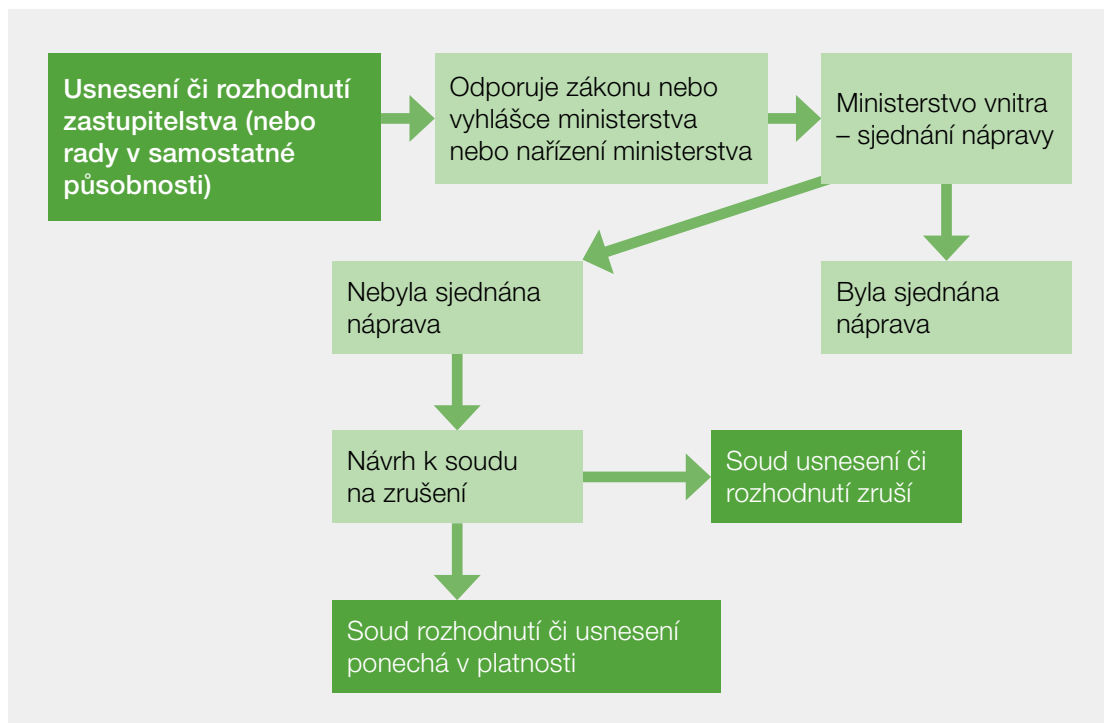 Usnesení či rozhodnutí
zastupitelstva (nebo
rady v samostatné
působnosti)
Odporuje zákonu nebo
vyhlášce ministerstva
nebo nařízení ministerstva
Ministerstvo vnitra
– sjednání nápravy
Nebyla sjednána
náprava
Byla sjednána
náprava
Návrh k soudu
na zrušení
Soud usnesení či
rozhodnutí zruší
Soud rozhodnutí či usnesení
ponechá v platnosti